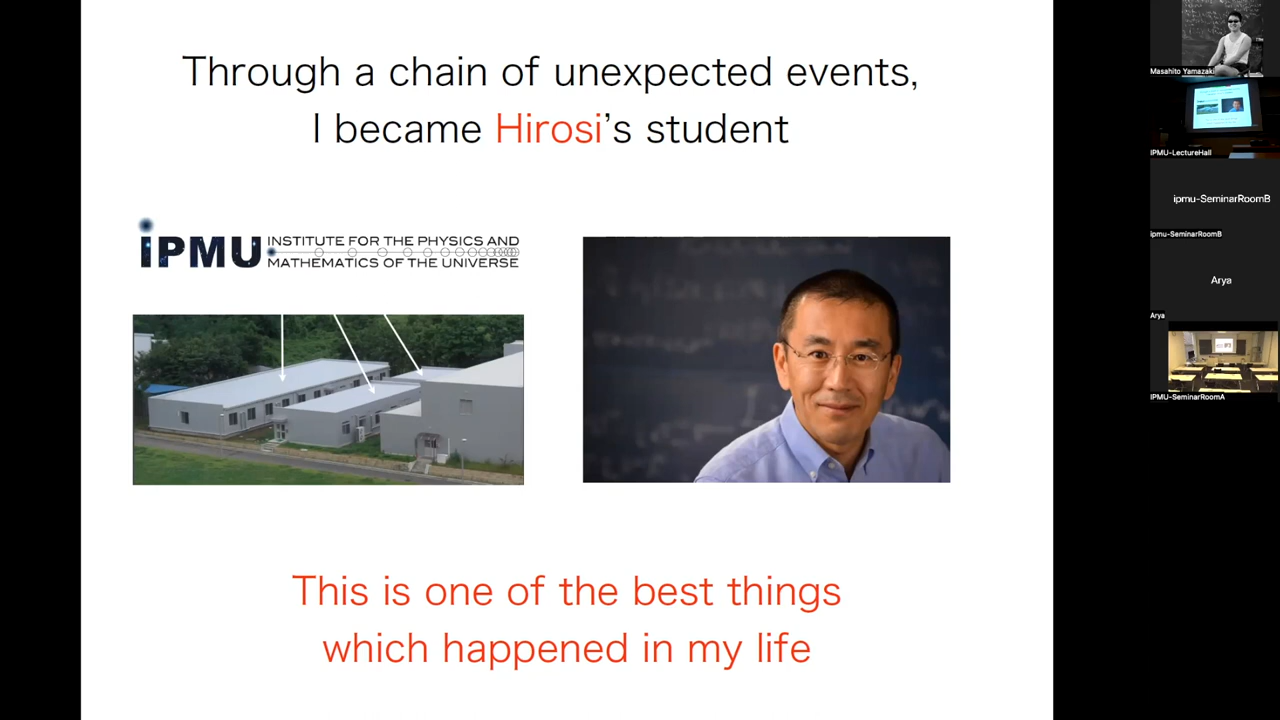 Through a chain of unexpected events,
I became Hirosi's student
iPMU INSTITUTE FOR THE PHYSICS AND
MATHEMATICS OF THE UNIVERSE
This is one of the best things
which happened in my life
Masahito Yamazaki
IPMU-LectureHall
ipmu-SeminarRoomB
ipmu-SeminarRoomB
Arya
Arya
IPMU-SeminarRoomA